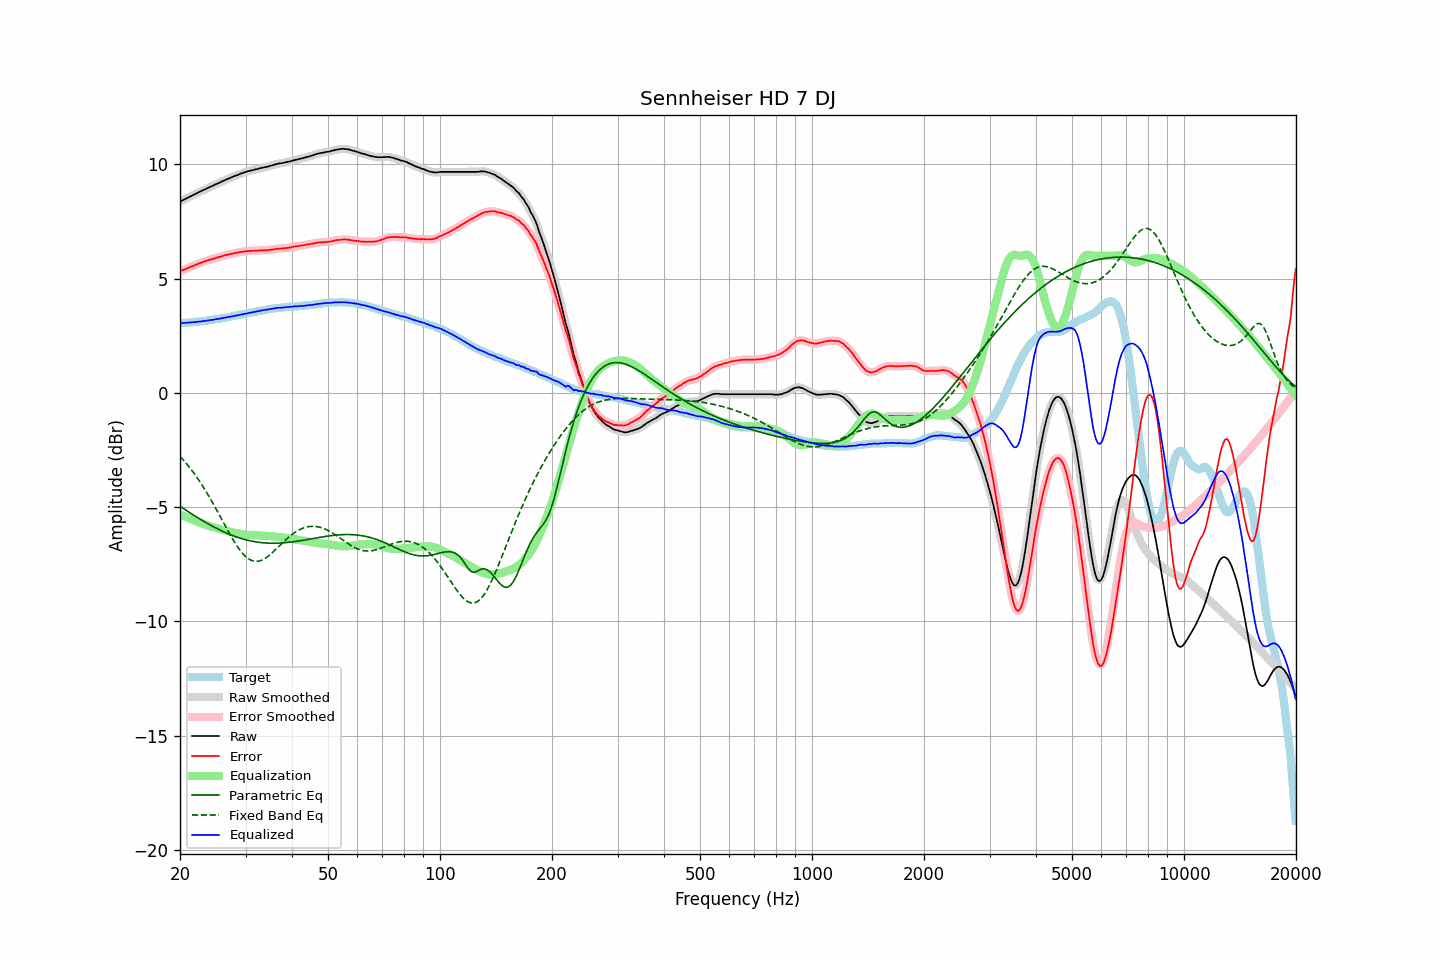 Sennheiser HD 7 DJ
Amplitude (dBr)
10
5
0
−5
−10
−15
−20
Target
Raw Smoothed
Error Smoothed
Raw
Error
Equalization
Parametric Eq
Fixed Band Eq
Equalized
20 50 100 200 500 1000 2000 5000 10000 20000
Frequency (Hz)